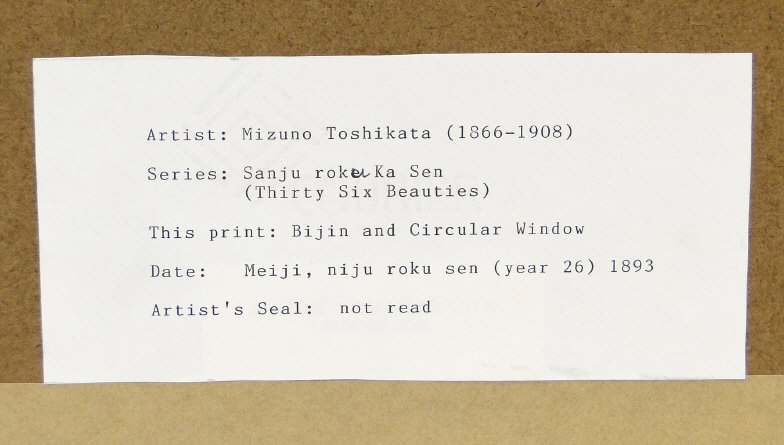 Artist: Mizuno Toshikata (1866-1908)
Series: Sanju roku Ka Sen
(Thirty Six Beauties)
This print: Bijin and Circular Window
Date: Meiji, niju roku sen (year 26) 1893
Artist's Seal: not read